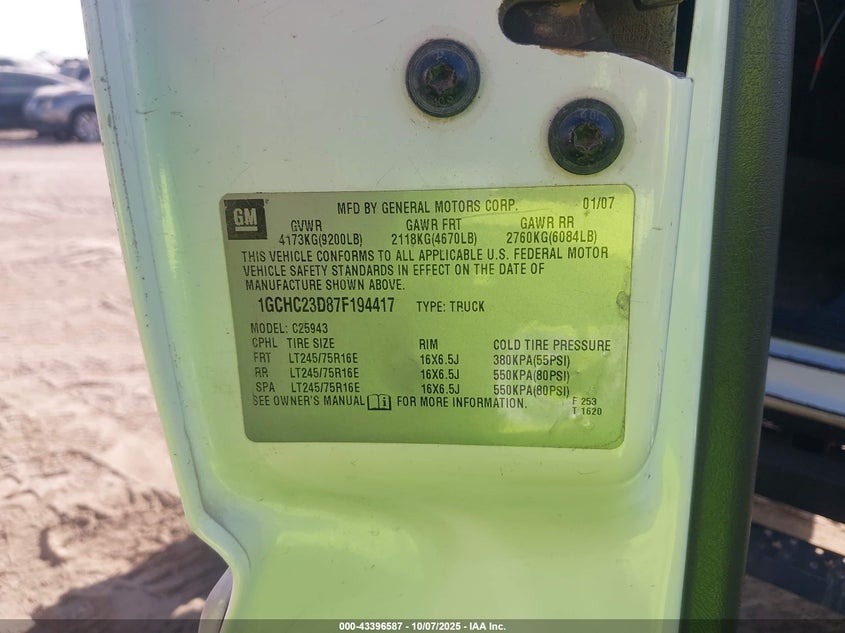 GM
MFD BY GENERAL MOTORS CORP. 01/07
GVWR GAWR FRT GAWR RR
4173KG(9200LB) 2118KG(4670LB) 2760KG(6084LB)
THIS VEHICLE CONFORMS TO ALL APPLICABLE U.S. FEDERAL MOTOR
VEHICLE SAFETY STANDARDS IN EFFECT ON THE DATE OF
MANUFACTURE SHOWN ABOVE.
1GCHC23D87F194417 TYPE: TRUCK
MODEL: C25943
CPHL TIRE SIZE RIM COLD TIRE PRESSURE
FRT LT245/75R16E 16X6.5J 380KPA(55PSI)
RR LT245/75R16E 16X6.5J 550KPA(80PSI)
SPA LT245/75R16E 16X6.5J 550KPA(80PSI)
SEE OWNER'S MANUAL FOR MORE INFORMATION.
F 253
T 1620
000-43396587 - 10/07/2025 - IAA Inc.